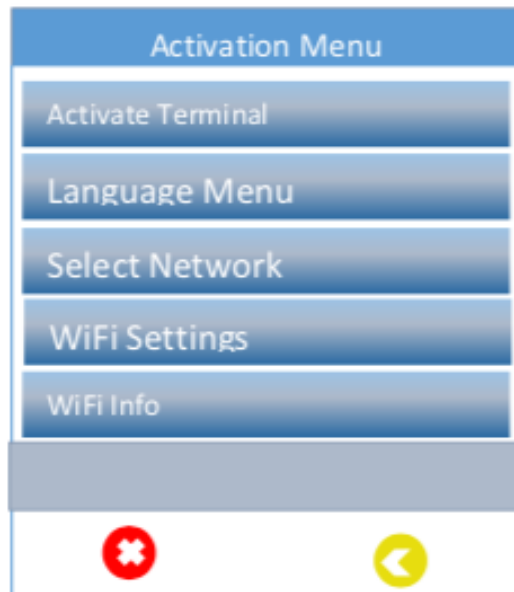 Activation Menu
Activate Terminal
Language Menu
Select Network
WiFi Settings
WiFi Info